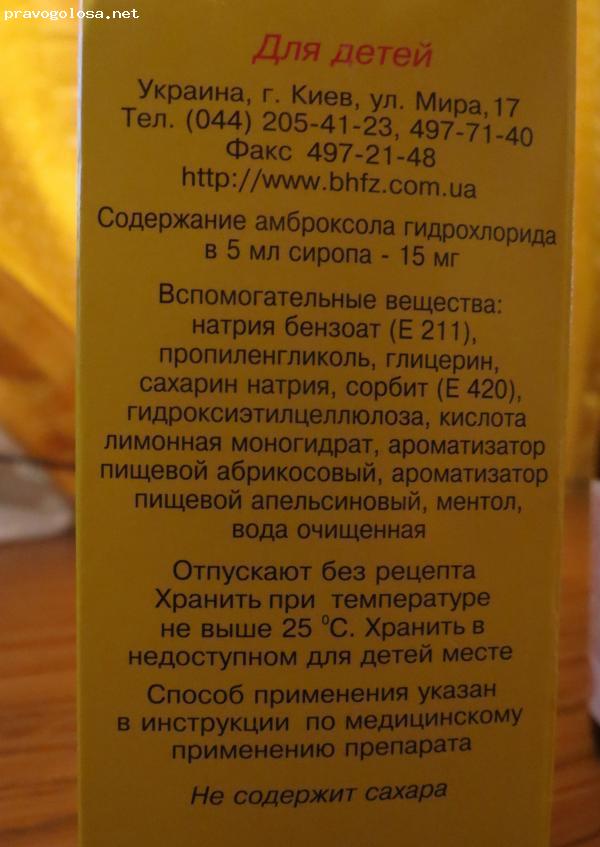 pravogolosa.net
Для детей
Украина, г. Киев, ул. Мира,17
Тел. (044) 205-41-23, 497-71-40
Факс 497-21-48
http://www.bhfz.com.ua
Содержание амброксола гидрохлорида
в 5 мл сиропа - 15 мг
Вспомогательные вещества:
натрия бензоат (Е 211),
пропиленгликоль, глицерин,
сахарин натрия, сорбит (Е 420),
гидроксиэтилцеллюлоза, кислота
лимонная моногидрат, ароматизатор
пищевой абрикосовый, ароматизатор
пищевой апельсиновый, ментол,
вода очищенная
Отпускают без рецепта
Хранить при температуре
не выше 25 ⁰С. Хранить в
недоступном для детей месте
Способ применения указан
в инструкции по медицинскому
применению препарата
Не содержит сахара